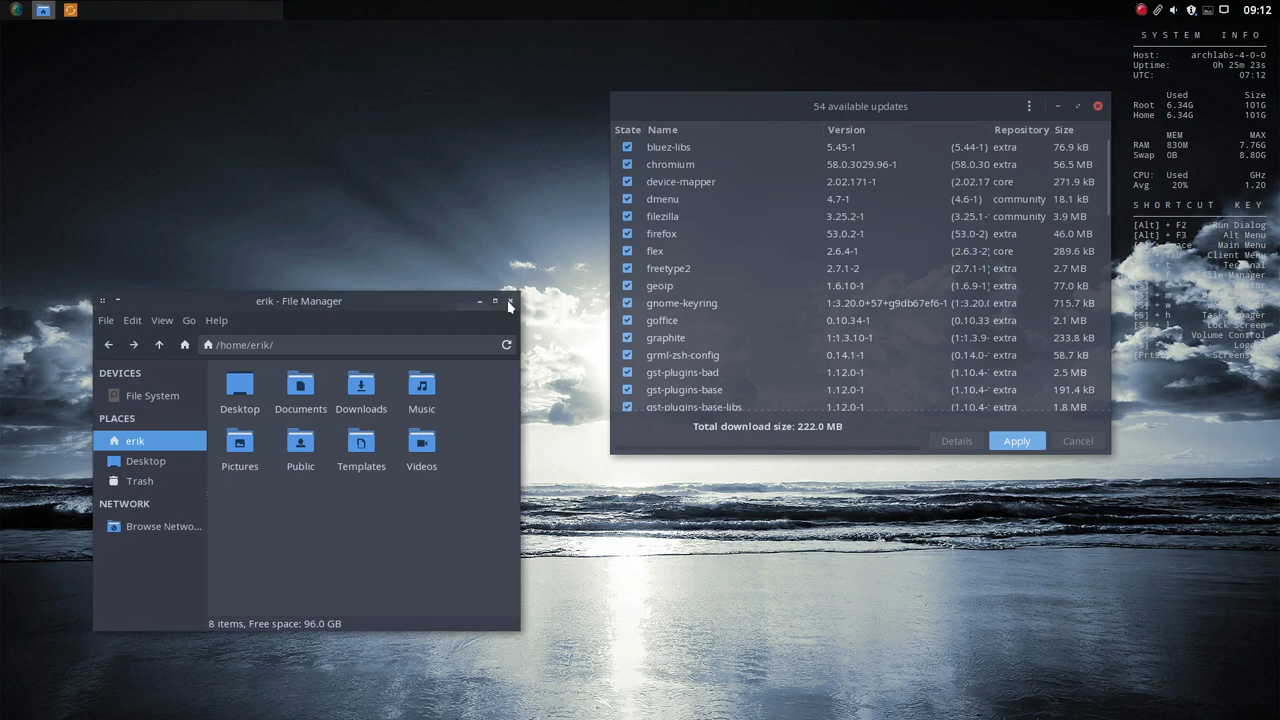 09:12
SYSTEM INFO
Host: archlabs-4-0-0
Uptime: 0h 25m 23s
UTC: 07:12
Used Size
Root 6.34G 101G
Home 6.34G 101G
MEM MAX
RAM 830M 7.76G
Swap 0B 8.80G
CPU: Used GHz
Avg 20% 1.20
SHORTCUT KEY
[Alt] + F2 Run Dialog
[Alt] + F3 Alt Menu
Main Menu
Client Menu
Terminal
File Manager
[S] + h Task Manager
Lock Screen
Volume Control
54 available updates
State Name Version Repository Size
bluez-libs 5.45-1 (5.44-1) extra 76.9 kB
chromium 58.0.3029.96-1 (58.0.30 extra 56.5 MB
device-mapper 2.02.171-1 (2.02.17 core 271.9 kB
dmenu 4.7-1 (4.6-1) community 18.1 kB
filezilla 3.25.2-1 (3.25.1- community 3.9 MB
firefox 53.0.2-1 (53.0-2) extra 46.0 MB
flex 2.6.4-1 (2.6.3-2) core 289.6 kB
freetype2 2.7.1-2 (2.7.1-1) extra 2.7 MB
geoip 1.6.10-1 (1.6.9-1) extra 77.0 kB
gnome-keyring 1:3.20.0+57+g9db67ef6-1 (1:3.20.0 extra 715.7 kB
goffice 0.10.34-1 (0.10.33 extra 2.1 MB
graphite 1:1.3.10-1 (1:1.3.9- extra 233.8 kB
grml-zsh-config 0.14.1-1 (0.14.0- extra 58.7 kB
gst-plugins-bad 1.12.0-1 (1.10.4- extra 2.5 MB
gst-plugins-base 1.12.0-1 (1.10.4- extra 191.4 kB
gst-plugins-base-libs 1.12.0-1 (1.10.4- extra 1.8 MB
Total download size: 222.0 MB
Details Apply Cancel
erik - File Manager
File Edit View Go Help
/home/erik/
DEVICES
File System
PLACES
erik
Desktop
Trash
NETWORK
Browse Netwo...
Desktop Documents Downloads Music
Pictures Public Templates Videos
8 items, Free space: 96.0 GB